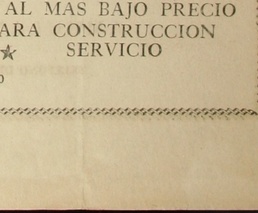 AL MAS BAJO PRECIO
ARA CONSTRUCCION
SERVICIO